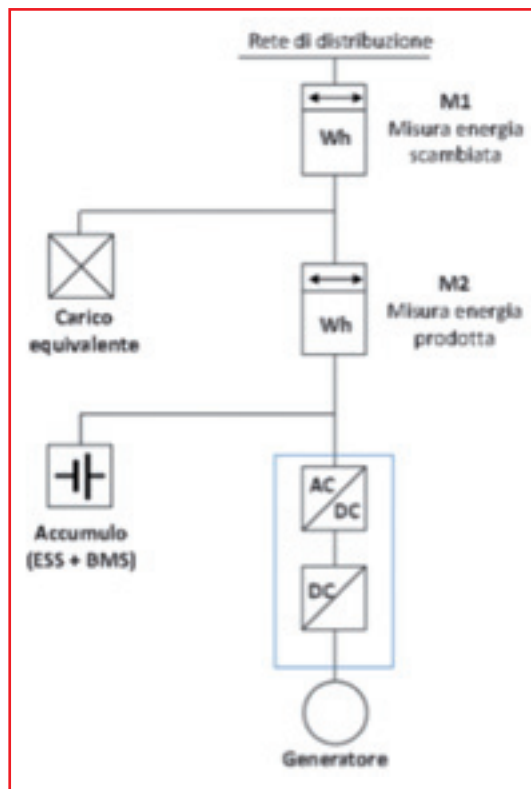 Rete di distribuzione
M1
Misura energia
scambiata
Wh
Carico
equivalente
M2
Misura energia
prodotta
Wh
AC
DC
Accumulo
(ESS + BMS)
DC
Generatore